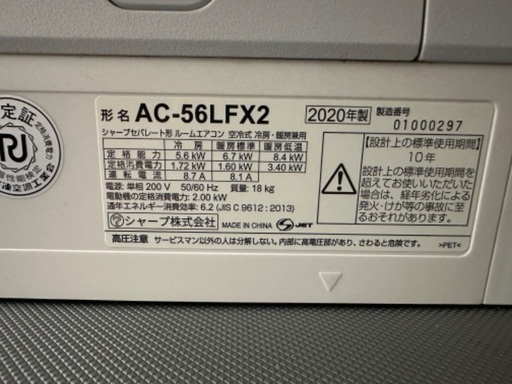 形名 AC-56LFX2 2020年製 製造番号 01000297
シャープセパレート形 ルームエアコン 空冷式 冷房・暖房兼用
冷房 暖房標準 暖房低温
定格能力 5.6 kW 6.7 kW 8.4 kW
定格消費電力 1.72 kW 1.60 kW 3.40 kW
8.7 A 8.1 A
電源: 単相 200 V 50/60 Hz 質量: 18 kg
電動機の定格消費電力: 2.00 kW
通年エネルギー消費効率: 6.2 (JIS C 9612 : 2013)
シャープ株式会社 MADE IN CHINA JET
高圧注意 サービスマン以外の人は分解しない。内部に高電圧部があり、さわると危険です。
【設計上の標準使用期間】
10年
設計上の標準使用期間を
超えてお使いいただいた
場合は、経年劣化による
発火・けが等の事故に至
るおそれがあります。
>PET<
定証